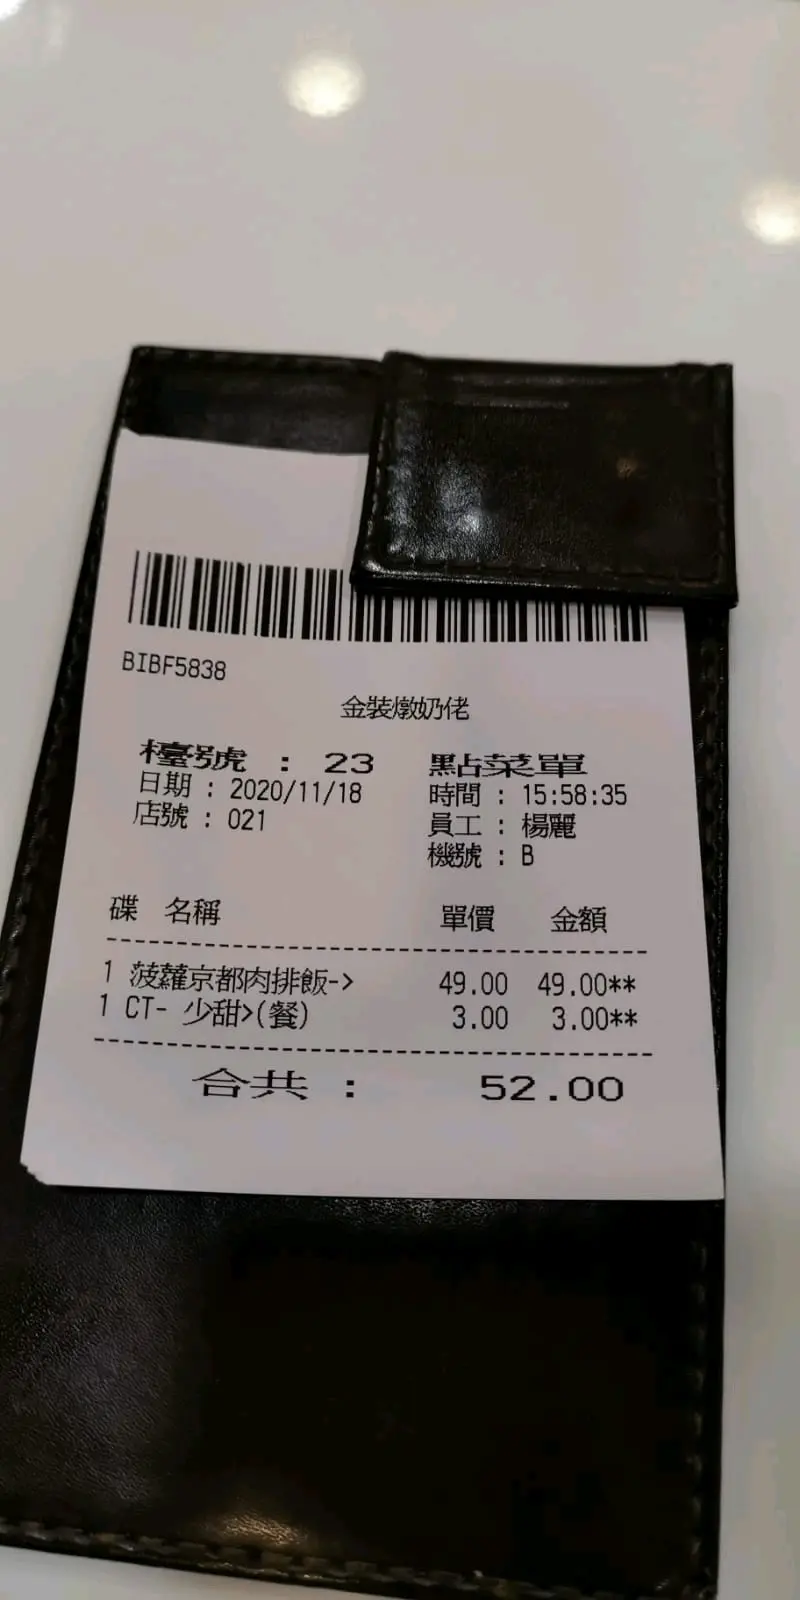 BIBF5838
金裝燉奶佬
檯號 : 23 點菜單
日期 : 2020/11/18 時間 : 15:58:35
店號 : 021 員工 : 楊麗
機號 : B
碟 名稱 單價 金額
1 菠蘿京都肉排飯-> 49.00 49.00**
1 CT- 少甜>(餐) 3.00 3.00**
合共 : 52.00